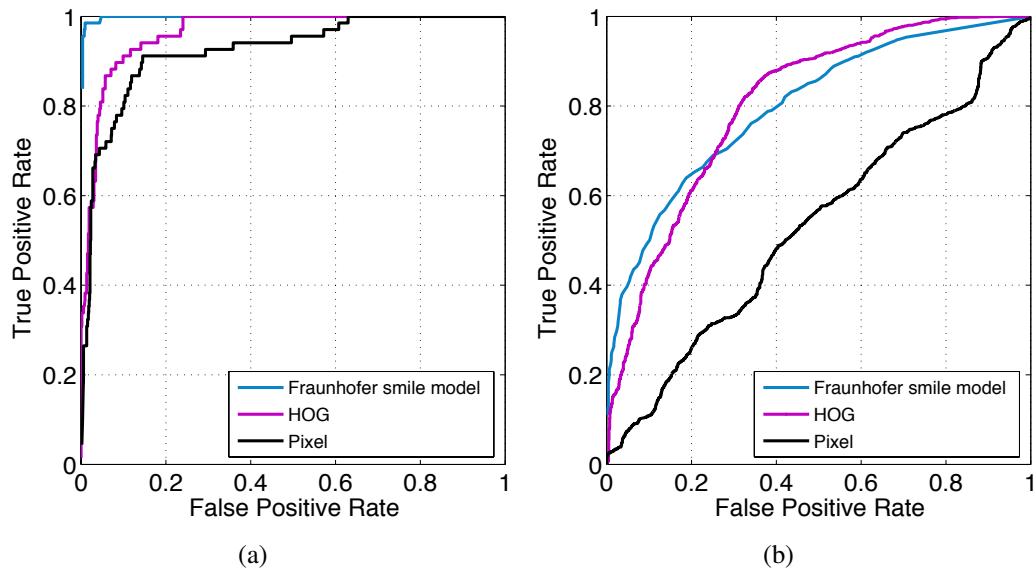 1
0.8
0.6
0.4
0.2
0
True Positive Rate
Fraunhofer smile model
HOG
Pixel
0 0.2 0.4 0.6 0.8 1
False Positive Rate
(a)
1
0.8
0.6
0.4
0.2
0
True Positive Rate
Fraunhofer smile model
HOG
Pixel
0 0.2 0.4 0.6 0.8 1
False Positive Rate
(b)